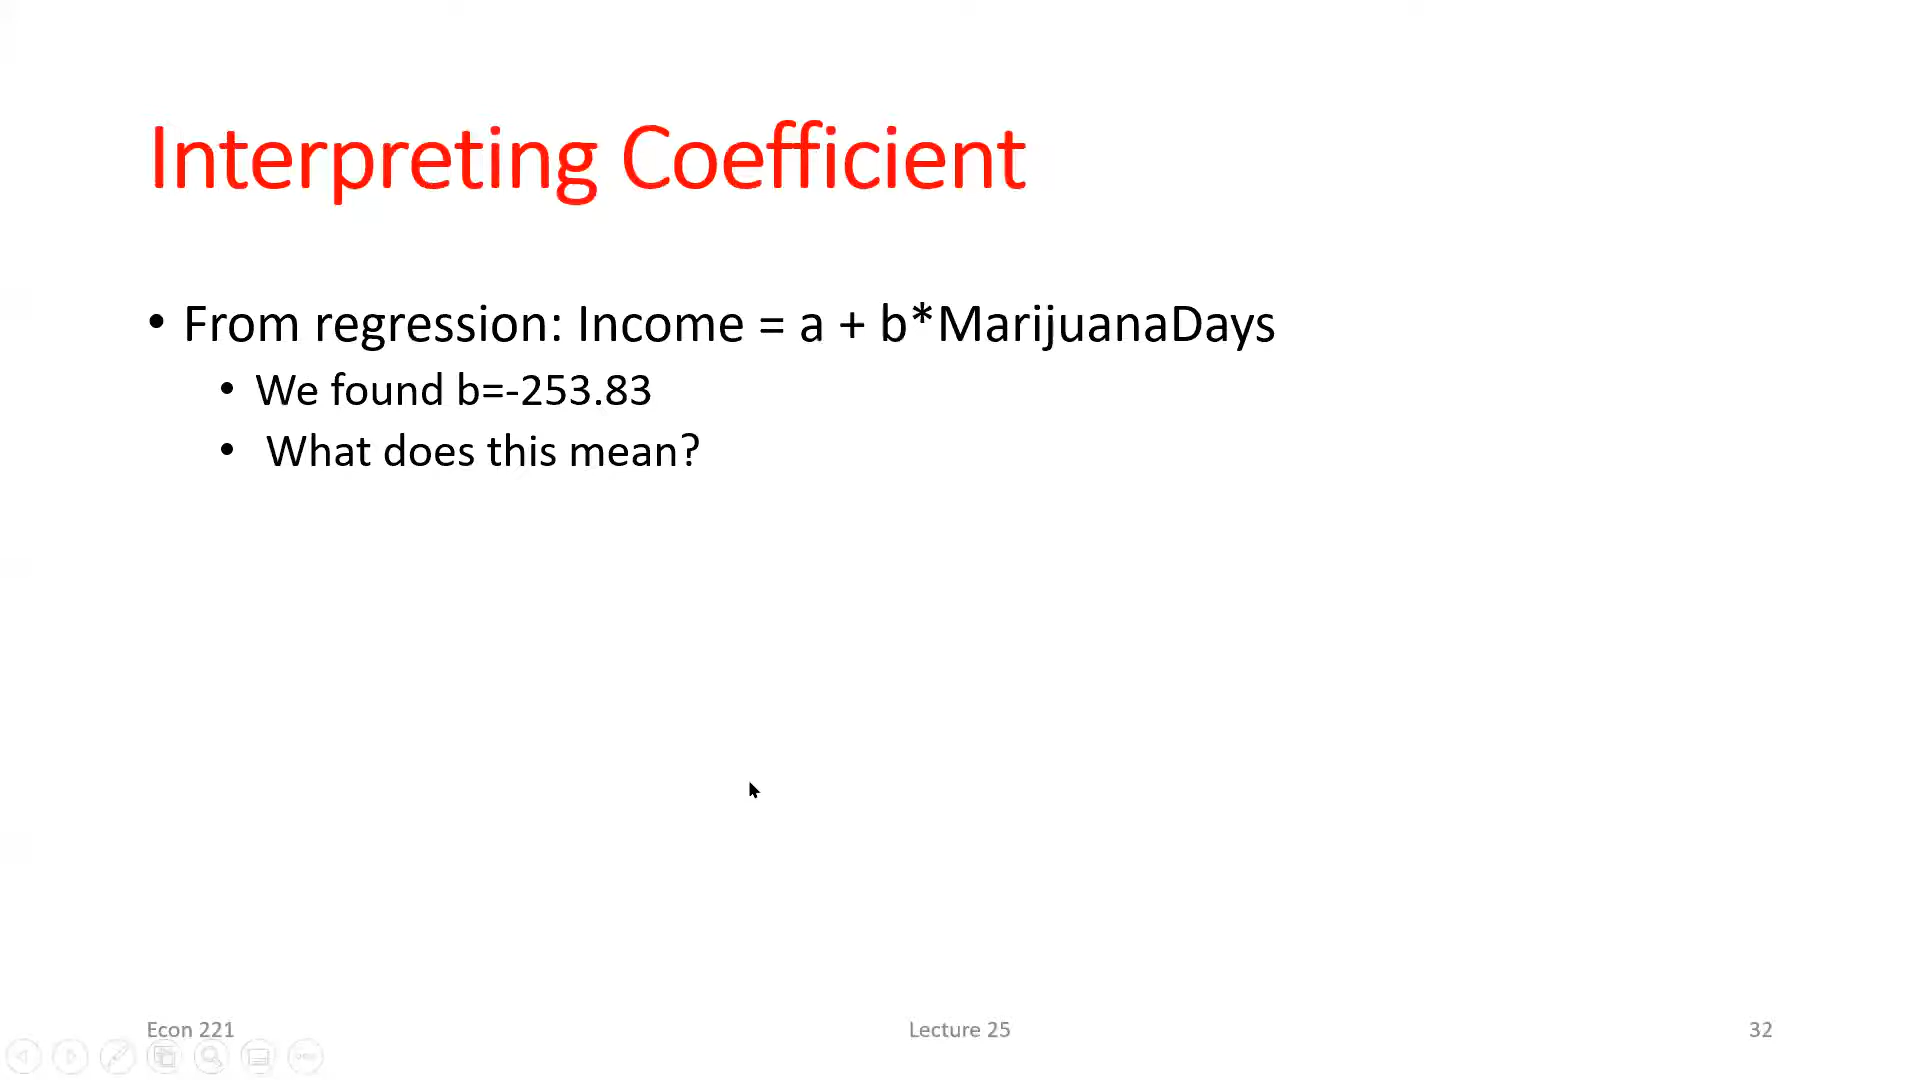 Interpreting Coefficient
• From regression: Income = a + b*MarijuanaDays
• We found b=-253.83
• What does this mean?
Econ 221
Lecture 25
32